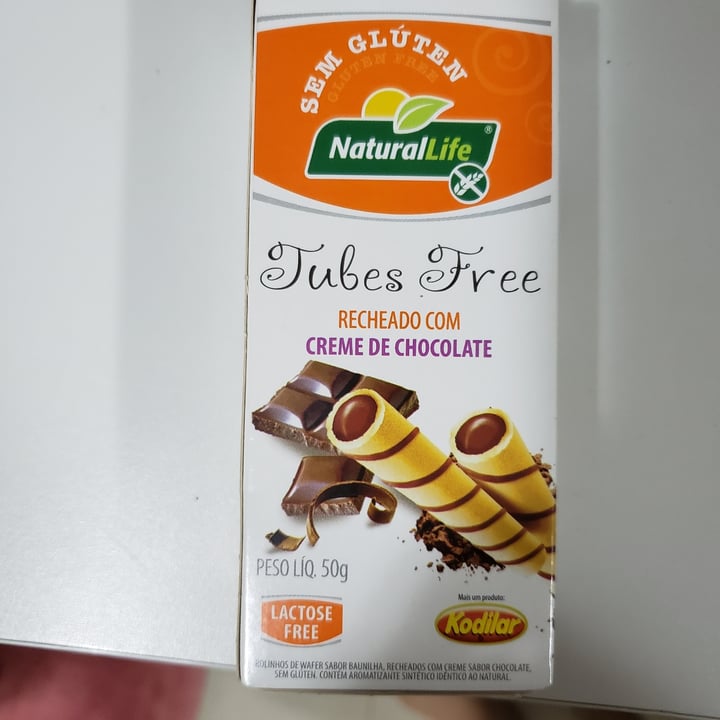 SEM GLÚTEN
GLUTEN FREE
NaturalLife®
Tubes Free
RECHEADO COM
CREME DE CHOCOLATE
PESO LÍQ. 50g
LACTOSE
FREE
Mais um produto:
Kodilar
ROLINHOS DE WAFER SABOR BAUNILHA, RECHEADOS COM CREME SABOR CHOCOLATE,
SEM GLÚTEN. CONTÉM AROMATIZANTE SINTÉTICO IDÊNTICO AO NATURAL.